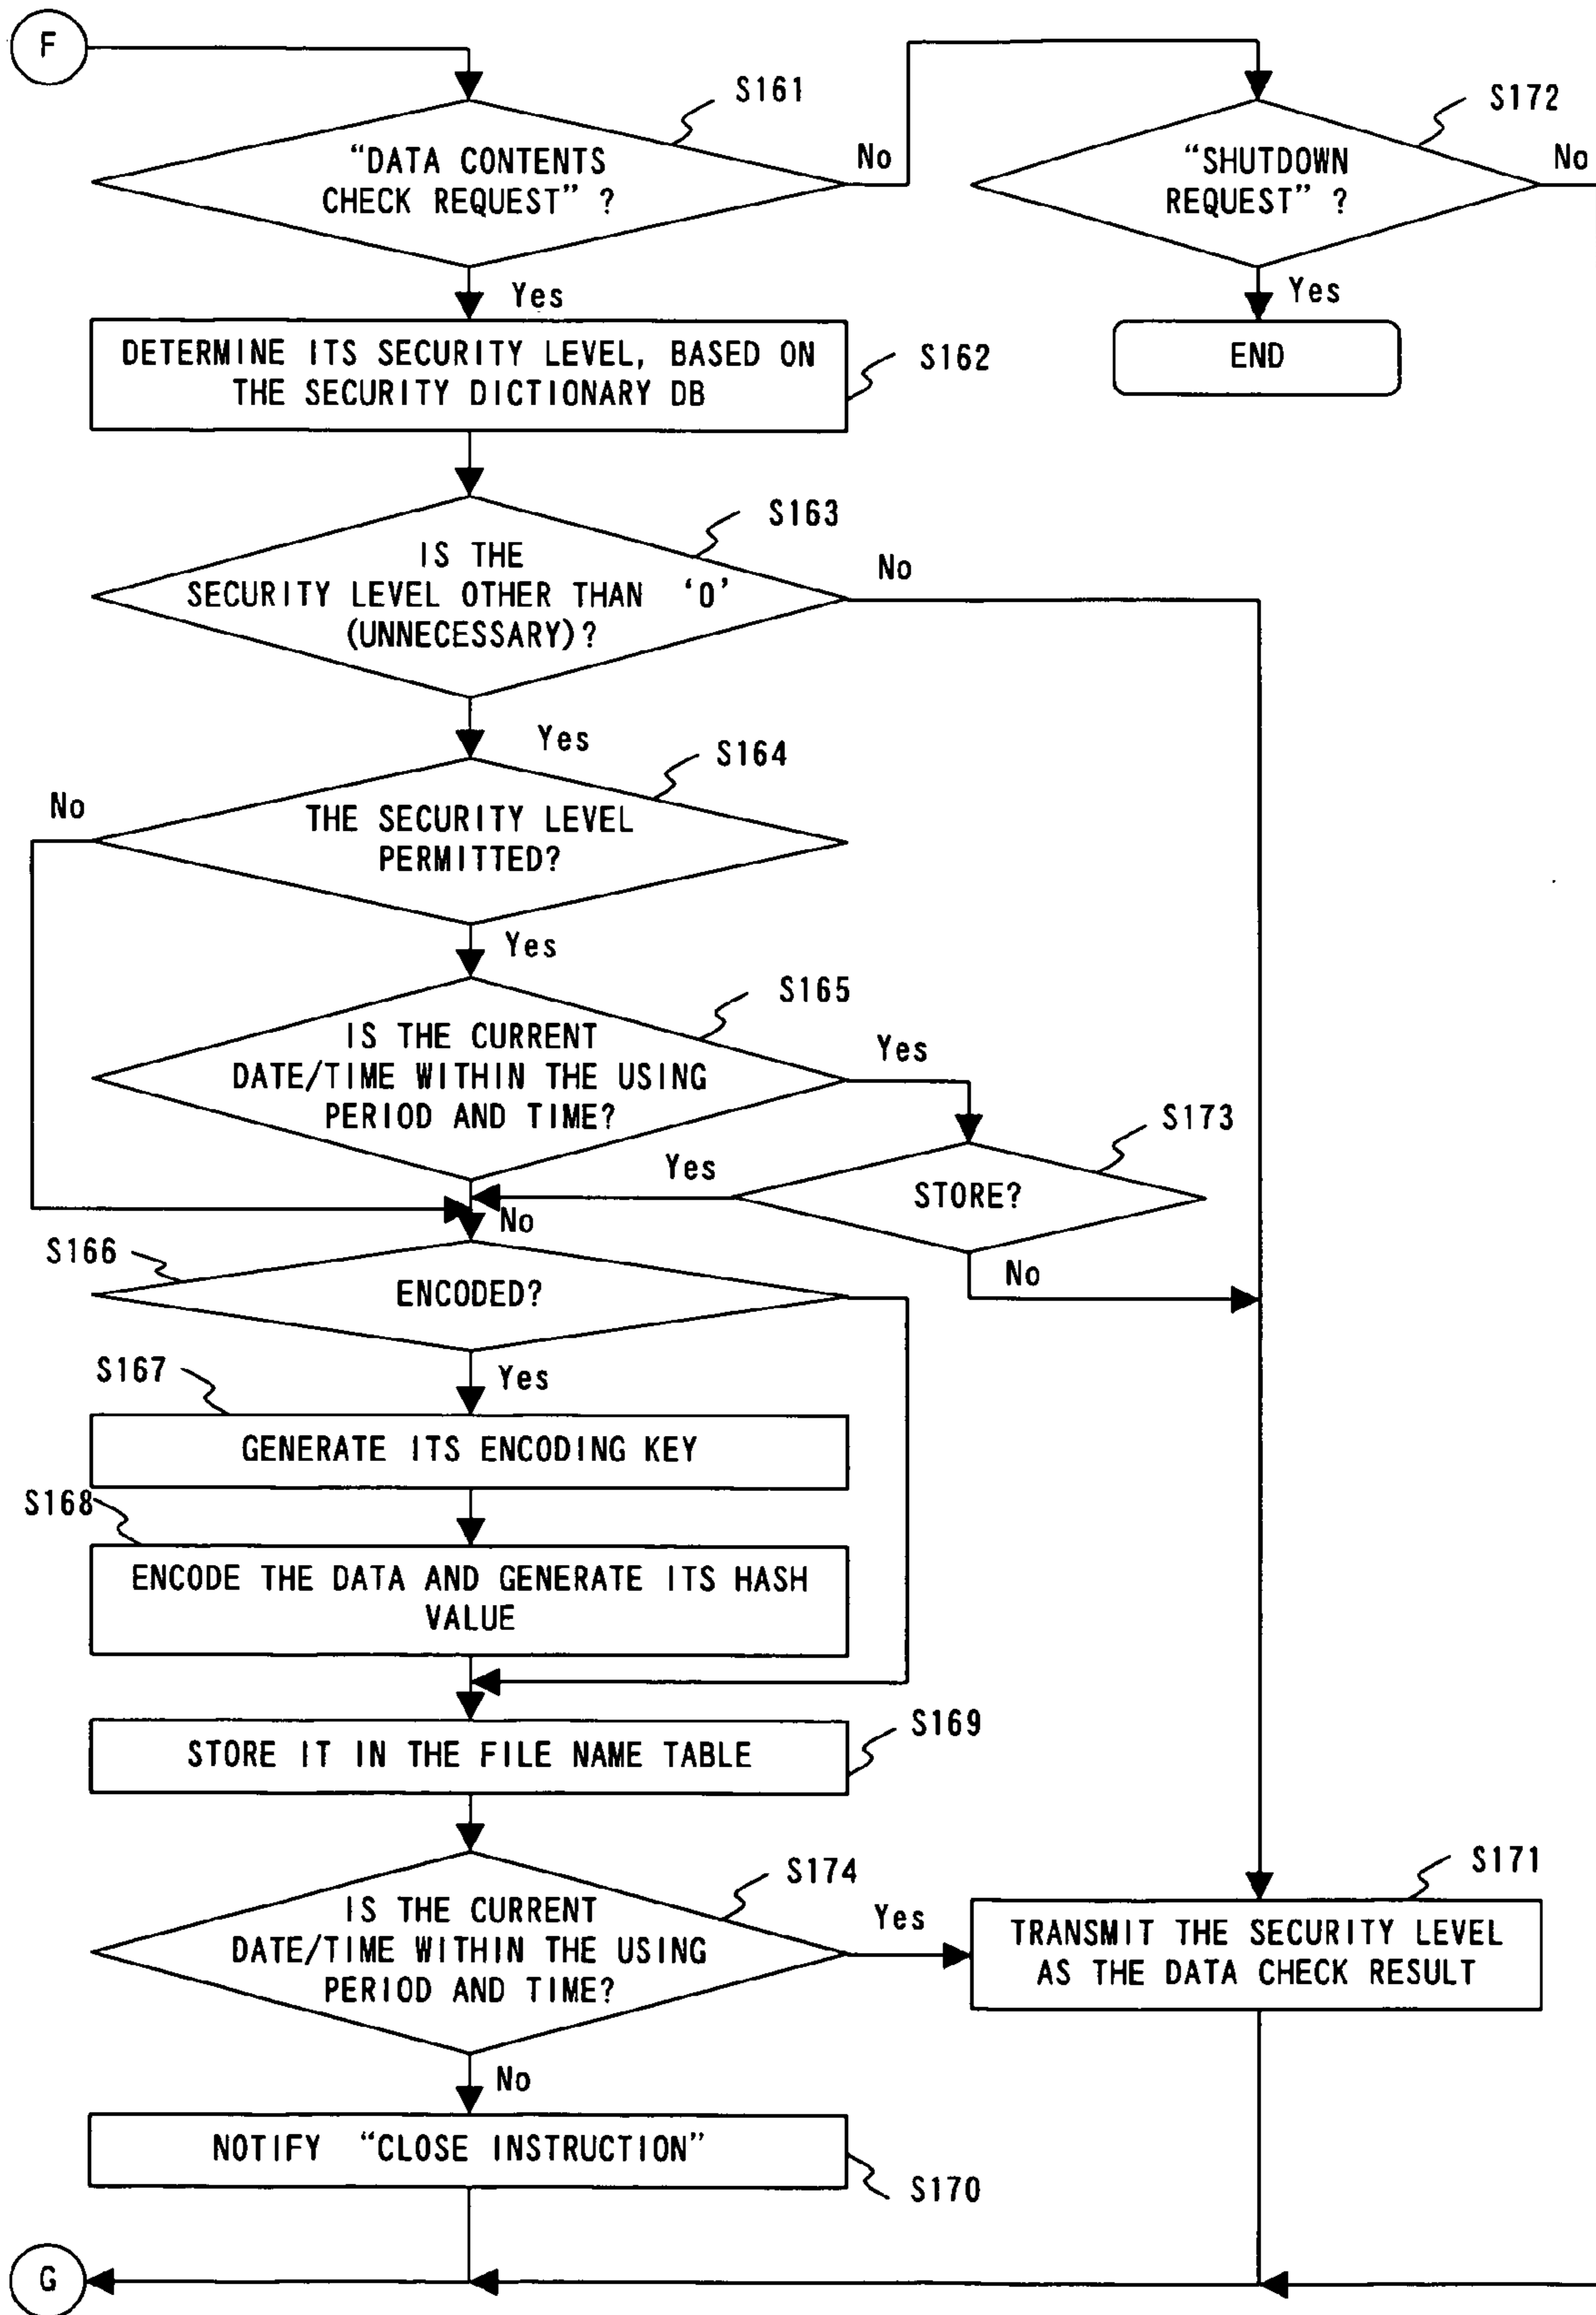 F
S161
"DATA CONTENTS
CHECK REQUEST" ?
No
S172
"SHUTDOWN
REQUEST" ?
No
Yes
Yes
DETERMINE ITS SECURITY LEVEL, BASED ON
THE SECURITY DICTIONARY DB
S162
END
S163
IS THE
SECURITY LEVEL OTHER THAN '0'
(UNNECESSARY)?
No
Yes
S164
No
THE SECURITY LEVEL
PERMITTED?
Yes
S165
IS THE CURRENT
DATE/TIME WITHIN THE USING
PERIOD AND TIME?
Yes
S173
Yes
STORE?
No
S166
ENCODED?
No
S167
Yes
GENERATE ITS ENCODING KEY
S168
ENCODE THE DATA AND GENERATE ITS HASH
VALUE
S169
STORE IT IN THE FILE NAME TABLE
S174
IS THE CURRENT
DATE/TIME WITHIN THE USING
PERIOD AND TIME?
Yes
S171
TRANSMIT THE SECURITY LEVEL
AS THE DATA CHECK RESULT
No
NOTIFY "CLOSE INSTRUCTION"
S170
G